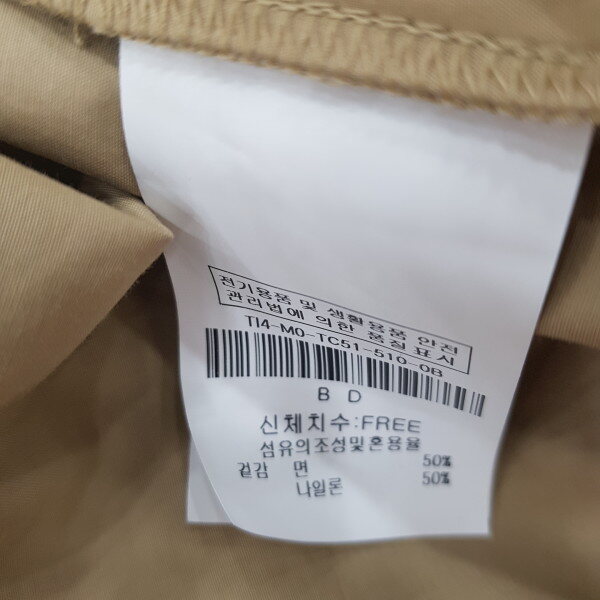 전기용품 및 생활용품 안전
관리법에 의한 품질표시
T14-M0-TC51-510-0B
B D
신체치수:FREE
섬유의조성및혼용율
겉감 면 50%
나일론 50%